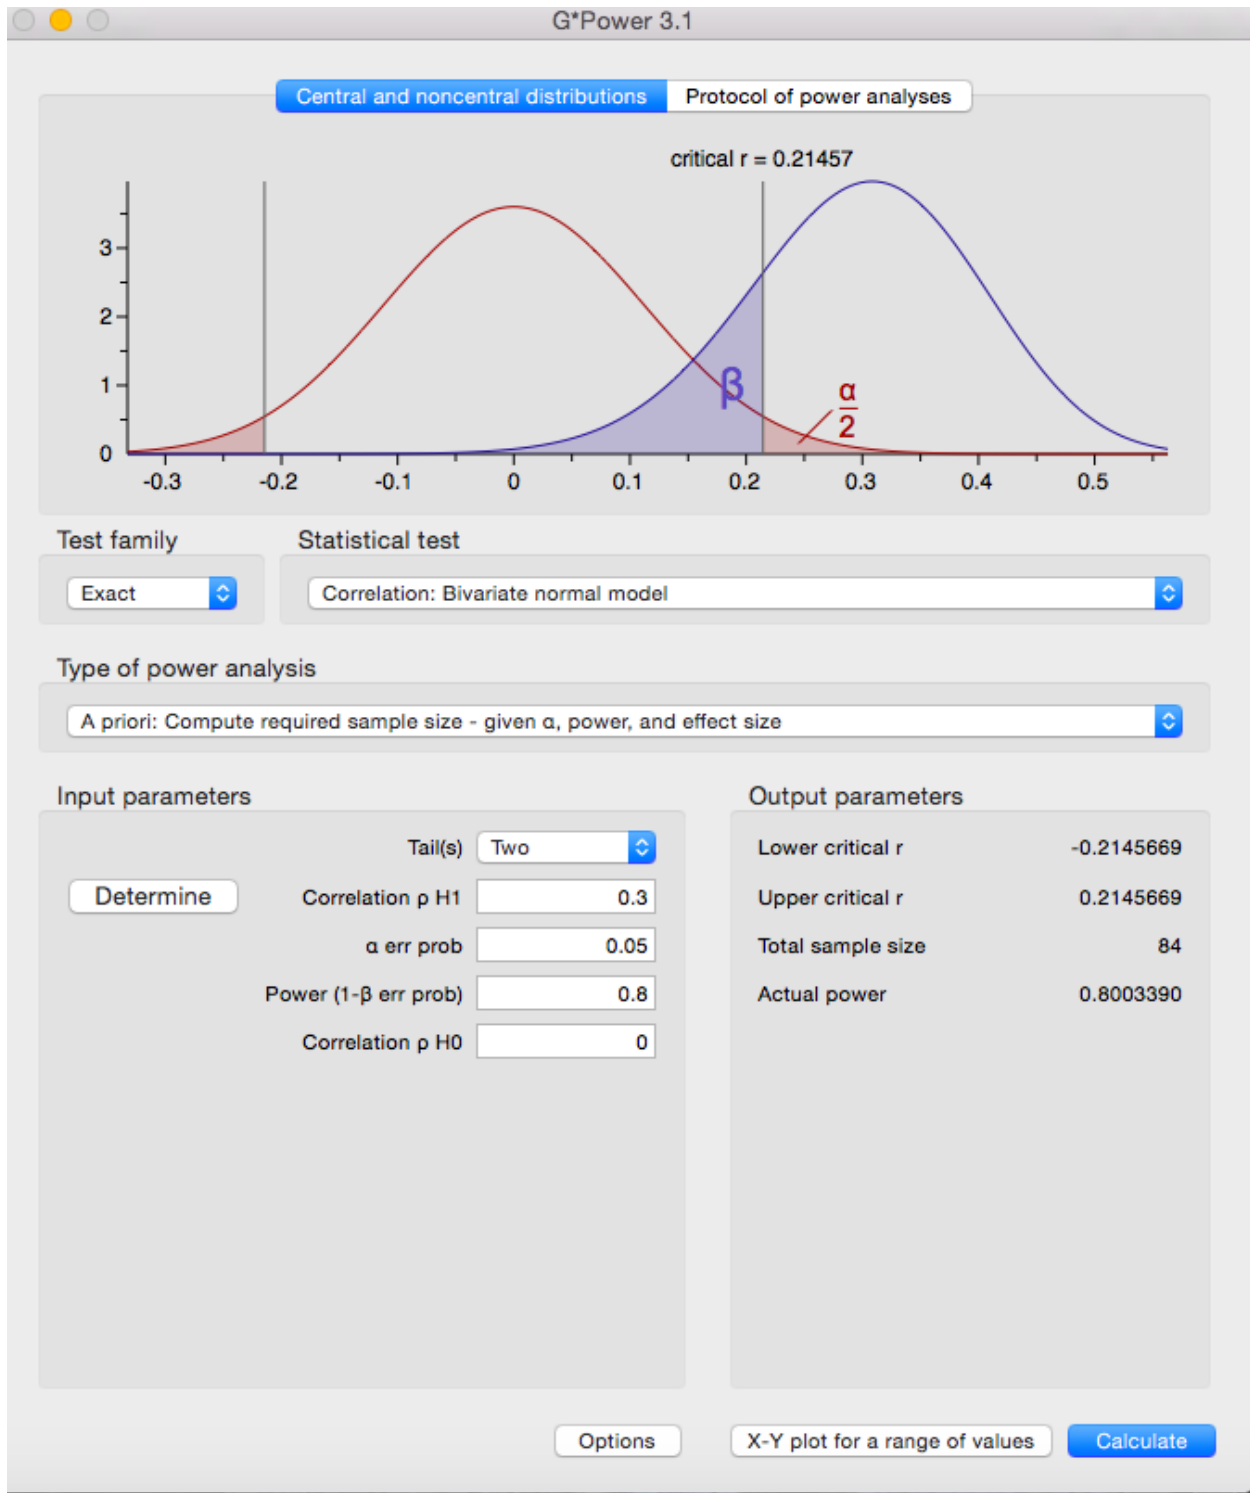 G*Power 3.1
Central and noncentral distributions Protocol of power analyses
critical r = 0.21457
3
2
1
0
β
α
2
-0.3 -0.2 -0.1 0 0.1 0.2 0.3 0.4 0.5
Test family Statistical test
Exact Correlation: Bivariate normal model
Type of power analysis
A priori: Compute required sample size - given α, power, and effect size
Input parameters
Tail(s) Two
Determine Correlation ρ H1 0.3
α err prob 0.05
Power (1-β err prob) 0.8
Correlation ρ H0 0
Output parameters
Lower critical r -0.2145669
Upper critical r 0.2145669
Total sample size 84
Actual power 0.8003390
Options X-Y plot for a range of values Calculate